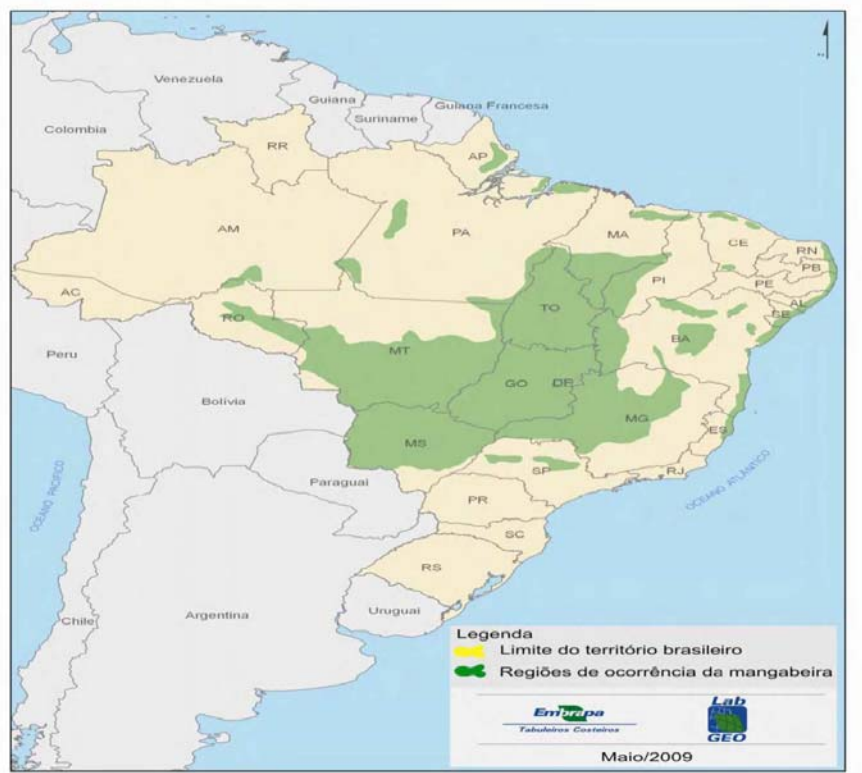 Venezuela
Guiana
Guiana Francesa
Suriname
Colombia
RR
AP
AM
PA
MA
CE
RN
PB
PI
PE
AC
AL
SE
TO
RO
BA
MT
Peru
GO
DF
Bolívia
MG
MS
ES
SP
RJ
OCEANO ATLÂNTICO
Paraguai
OCEANO PACÍFICO
PR
SC
RS
Argentina
Uruguai
Chile
Legenda
Limite do território brasileiro
Regiões de ocorrência da mangabeira
Embrapa
Tabuleiros Costeiros
Lab
GEO
Maio/2009